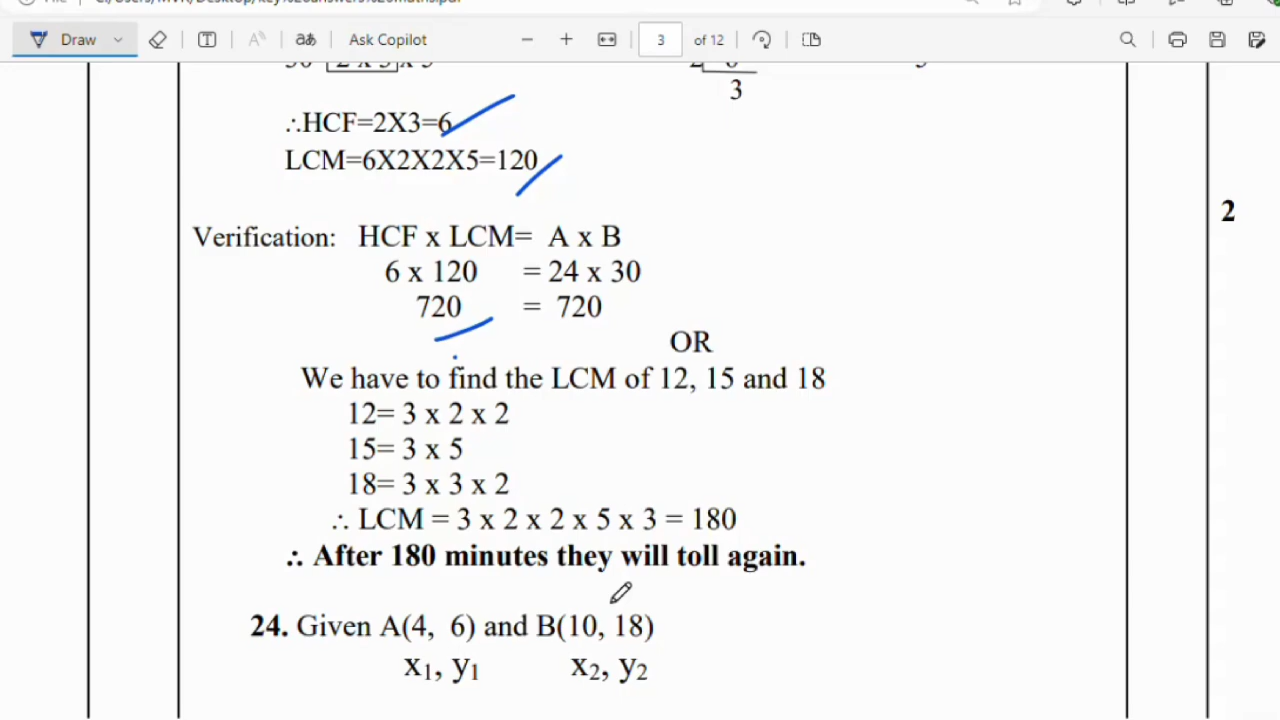 Draw
Ask Copilot
3 of 12
3
∴HCF=2X3=6
LCM=6X2X2X5=120
2
Verification: HCF x LCM= A x B
6 x 120 = 24 x 30
720 = 720
OR
We have to find the LCM of 12, 15 and 18
12= 3 x 2 x 2
15= 3 x 5
18= 3 x 3 x 2
∴ LCM = 3 x 2 x 2 x 5 x 3 = 180
∴ After 180 minutes they will toll again.
24. Given A(4, 6) and B(10, 18)
x₁, y₁ x₂, y₂